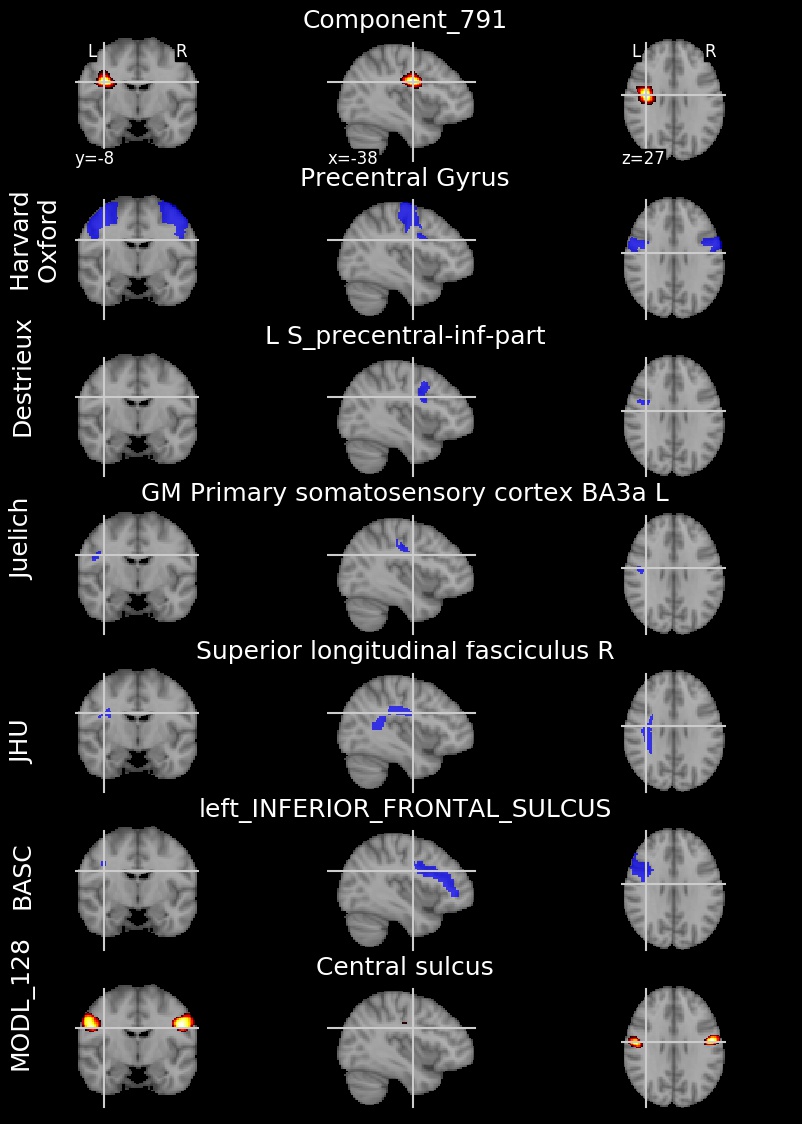 Component_791
L R
L R
y=-8
x=-38
z=27
Precentral Gyrus
Harvard
Oxford
L S_precentral-inf-part
Destrieux
GM Primary somatosensory cortex BA3a L
Juelich
Superior longitudinal fasciculus R
JHU
left_INFERIOR_FRONTAL_SULCUS
BASC
Central sulcus
MODL_128